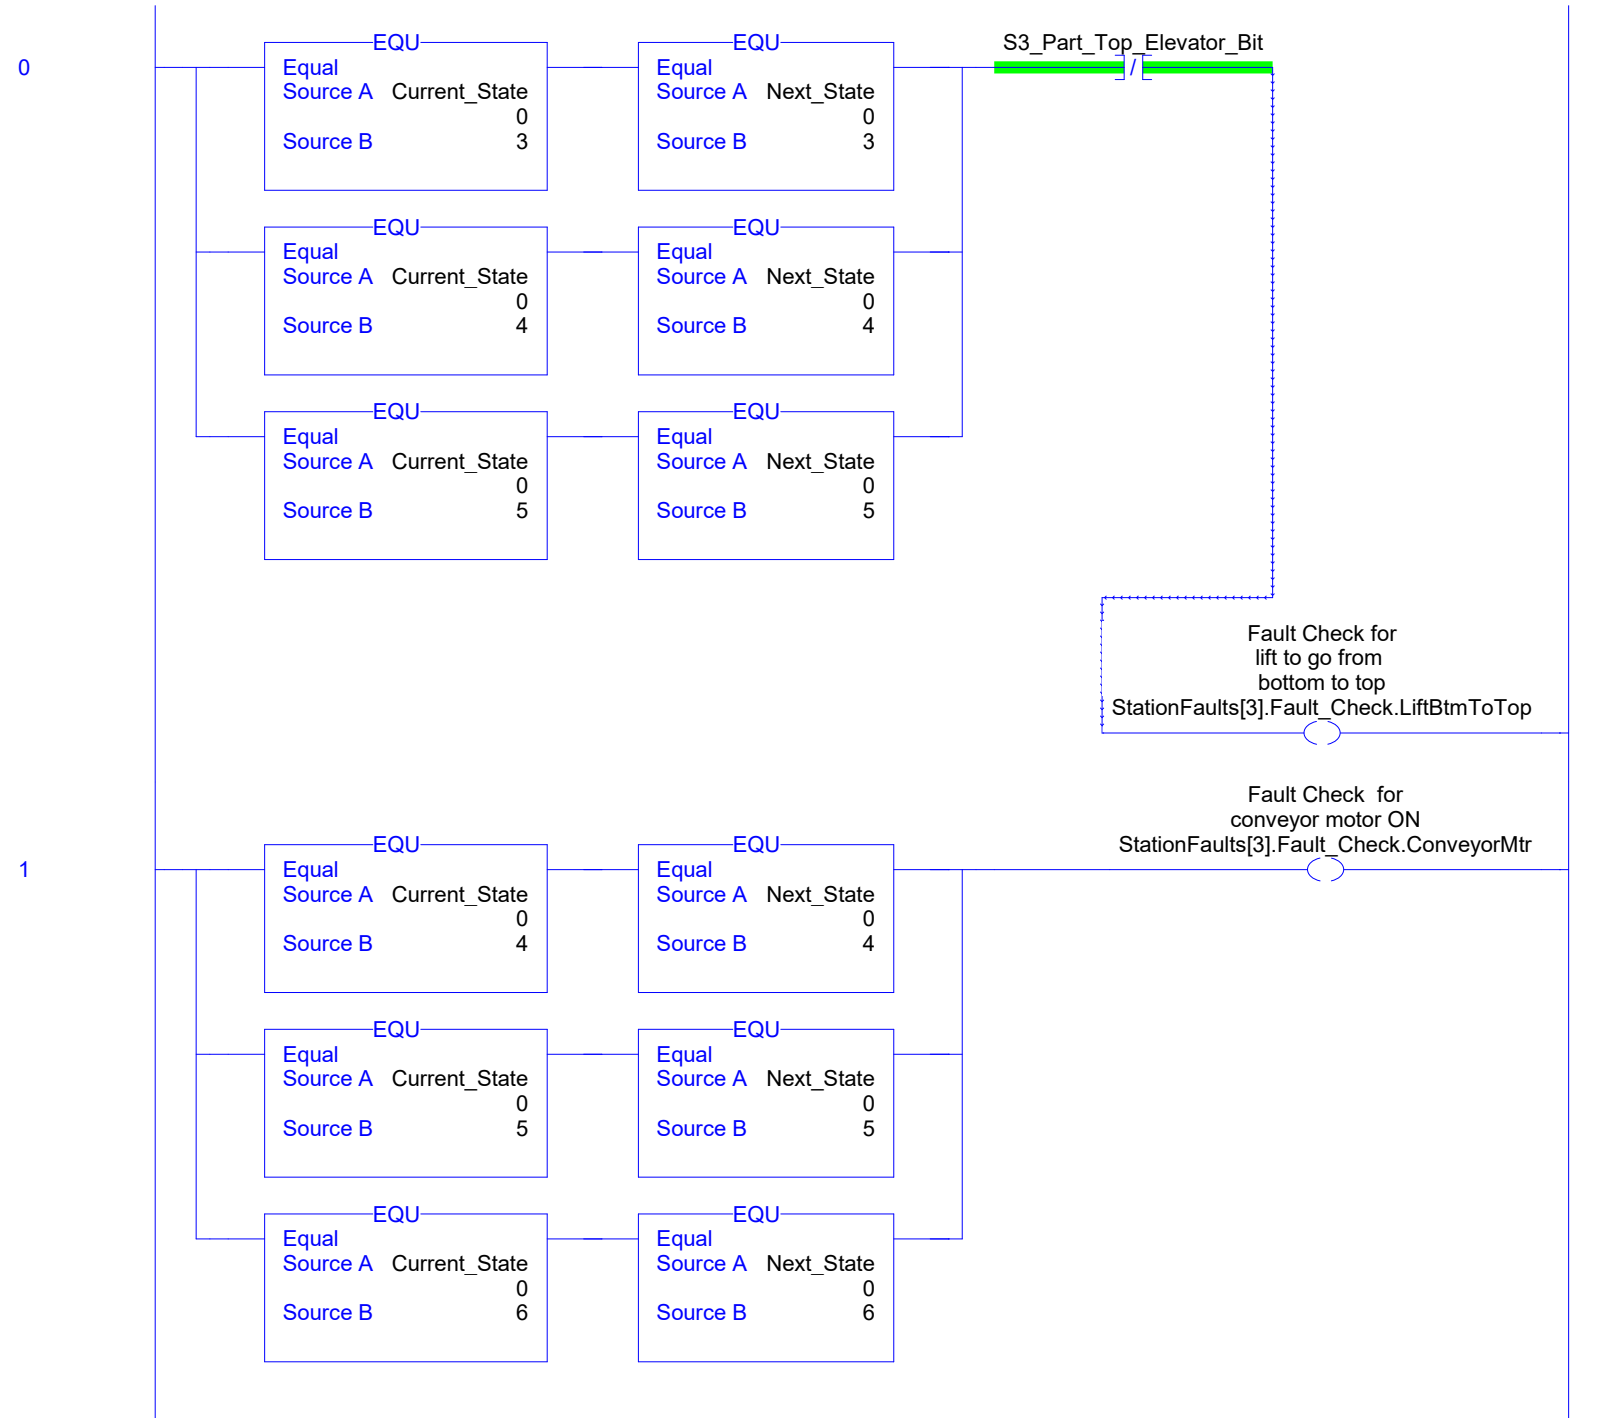 0
EQU
Equal
Source A Current_State
0
Source B 3
EQU
Equal
Source A Next_State
0
Source B 3
S3_Part_Top_Elevator_Bit
/
EQU
Equal
Source A Current_State
0
Source B 4
EQU
Equal
Source A Next_State
0
Source B 4
EQU
Equal
Source A Current_State
0
Source B 5
EQU
Equal
Source A Next_State
0
Source B 5
Fault Check for
lift to go from
bottom to top
StationFaults[3].Fault_Check.LiftBtmToTop
1
EQU
Equal
Source A Current_State
0
Source B 4
EQU
Equal
Source A Next_State
0
Source B 4
Fault Check for
conveyor motor ON
StationFaults[3].Fault_Check.ConveyorMtr
EQU
Equal
Source A Current_State
0
Source B 5
EQU
Equal
Source A Next_State
0
Source B 5
EQU
Equal
Source A Current_State
0
Source B 6
EQU
Equal
Source A Next_State
0
Source B 6